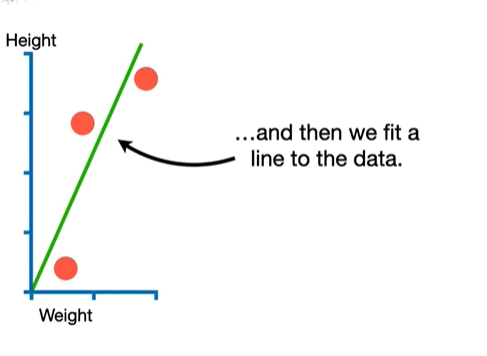 Height
…and then we fit a
line to the data.
Weight